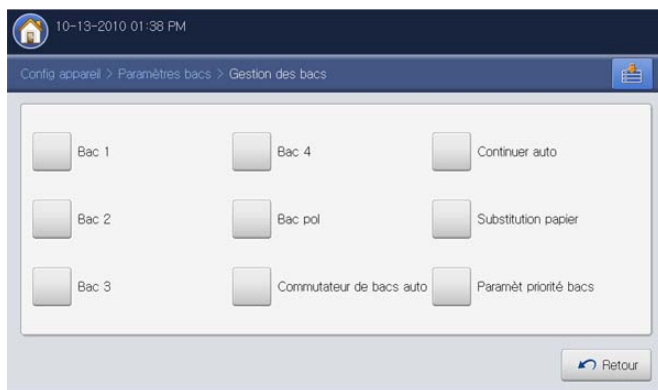 10-13-2010 01:38 PM
Config appareil > Paramètres bacs > Gestion des bacs
Bac 1
Bac 4
Continuer auto
Bac 2
Bac pol
Substitution papier
Bac 3
Commutateur de bacs auto
Paramèt priorité bacs
Retour